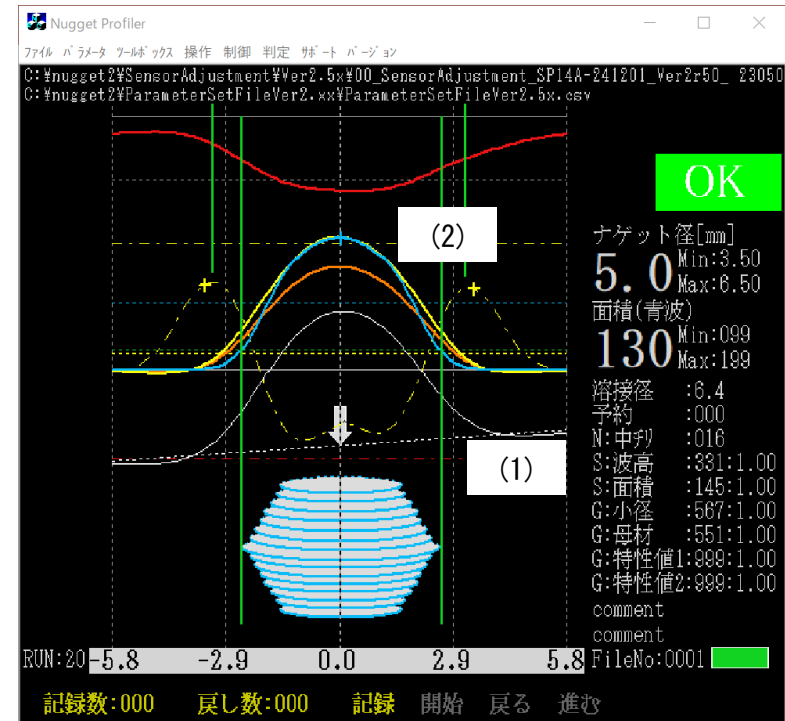 Nugget Profiler
ファイル パラメータ ツールボックス 操作 制御 判定 サポート バージョン
C:¥nugget2¥SensorAdjustment¥Ver2.5x¥00_SensorAdjustment_SP14A-241201_Ver2r50_ 23050
C:¥nugget2¥ParameterSetFileVer2.xx¥ParameterSetFileVer2.5x.csv
OK
(2)
ナゲット径[mm]
5.0 Min:3.50
Max:6.50
面積(青波)
130 Min:099
Max:199
溶接径 :6.4
予約 :000
N:中チリ :016
(1)
S:波高 :331:1.00
S:面積 :145:1.00
G:小径 :567:1.00
G:母材 :551:1.00
G:特性値1:999:1.00
G:特性値2:999:1.00
comment
comment
RUN:20 -5.8 -2.9 0.0 2.9 5.8 FileNo:0001
記録数:000 戻し数:000 記録 開始 戻る 進む